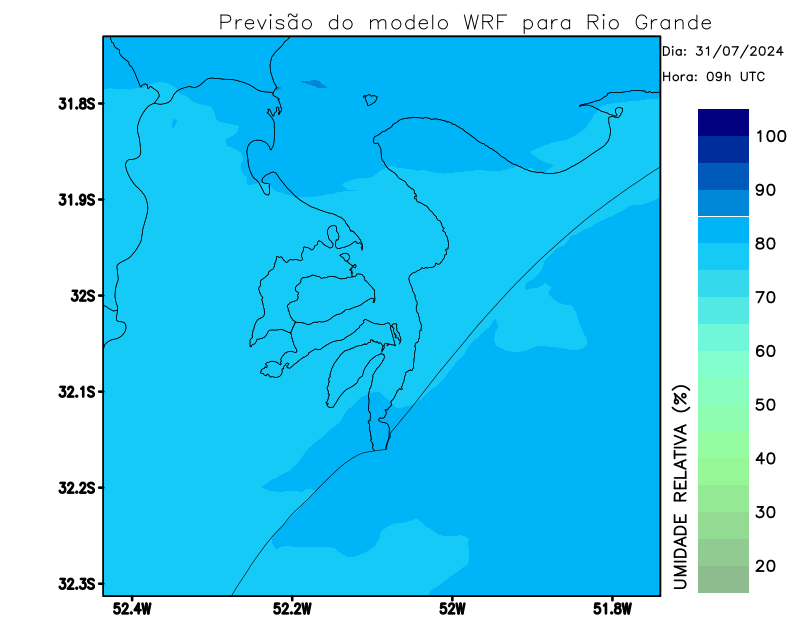 Previsão do modelo WRF para Rio Grande
Dia: 31/07/2024
Hora: 09h UTC
31.8S
31.9S
32S
32.1S
32.2S
32.3S
52.4W
52.2W
52W
51.8W
100
90
80
70
60
50
40
30
20
UMIDADE RELATIVA (%)